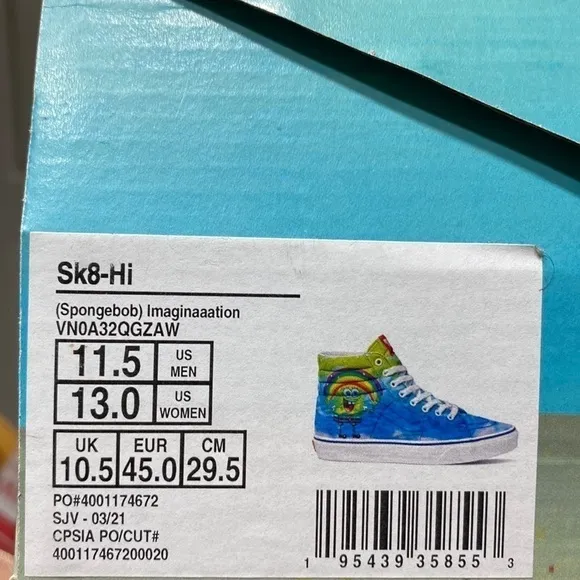 Sk8-Hi
(Spongebob) Imaginaaation
VN0A32QGZAW
11.5 US MEN
13.0 US WOMEN
UK EUR CM
10.5 45.0 29.5
PO#4001174672
SJV - 03/21
CPSIA PO/CUT#
400117467200020
1 95439 35855 3